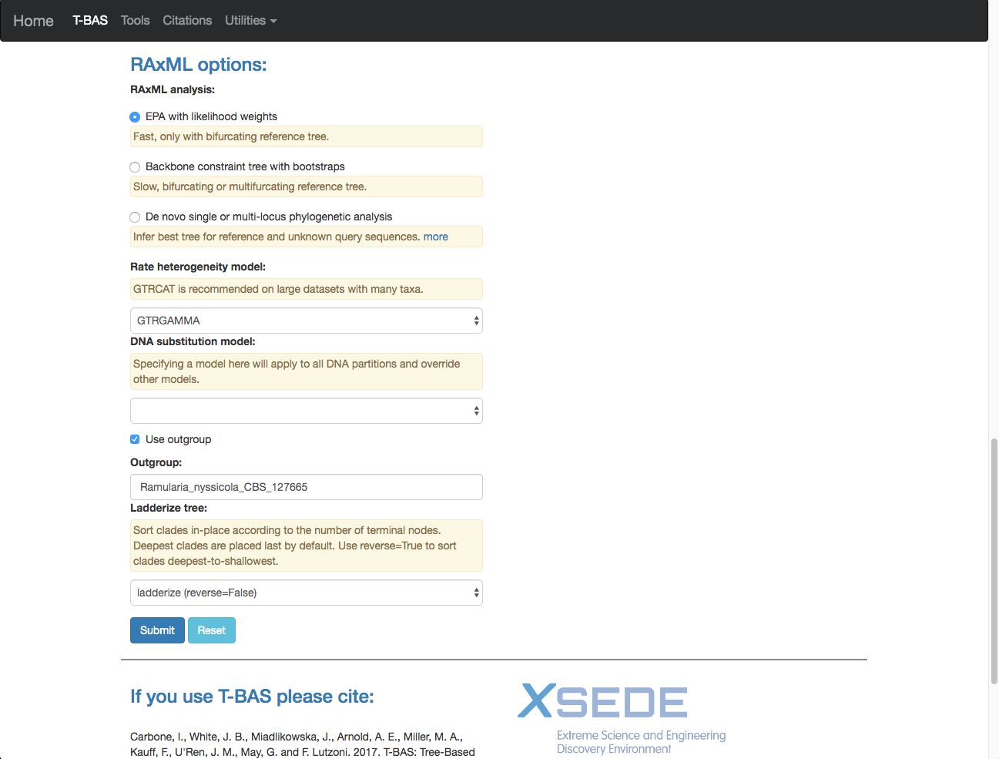 Home T-BAS Tools Citations Utilities
RAxML options:
RAxML analysis:
EPA with likelihood weights
Fast, only with bifurcating reference tree.
Backbone constraint tree with bootstraps
Slow, bifurcating or multifurcating reference tree.
De novo single or multi-locus phylogenetic analysis
Infer best tree for reference and unknown query sequences. more
Rate heterogeneity model:
GTRCAT is recommended on large datasets with many taxa.
GTRGAMMA
DNA substitution model:
Specifying a model here will apply to all DNA partitions and override
other models.
Use outgroup
Outgroup:
Ramularia_nyssicola_CBS_127665
Ladderize tree:
Sort clades in-place according to the number of terminal nodes.
Deepest clades are placed last by default. Use reverse=True to sort
clades deepest-to-shallowest.
ladderize (reverse=False)
Submit Reset
If you use T-BAS please cite:
Carbone, I., White, J. B., Miadlikowska, J., Arnold, A. E., Miller, M. A.,
Kauff, F., U'Ren, J. M., May, G. and F. Lutzoni. 2017. T-BAS: Tree-Based
XSEDE
Extreme Science and Engineering
Discovery Environment